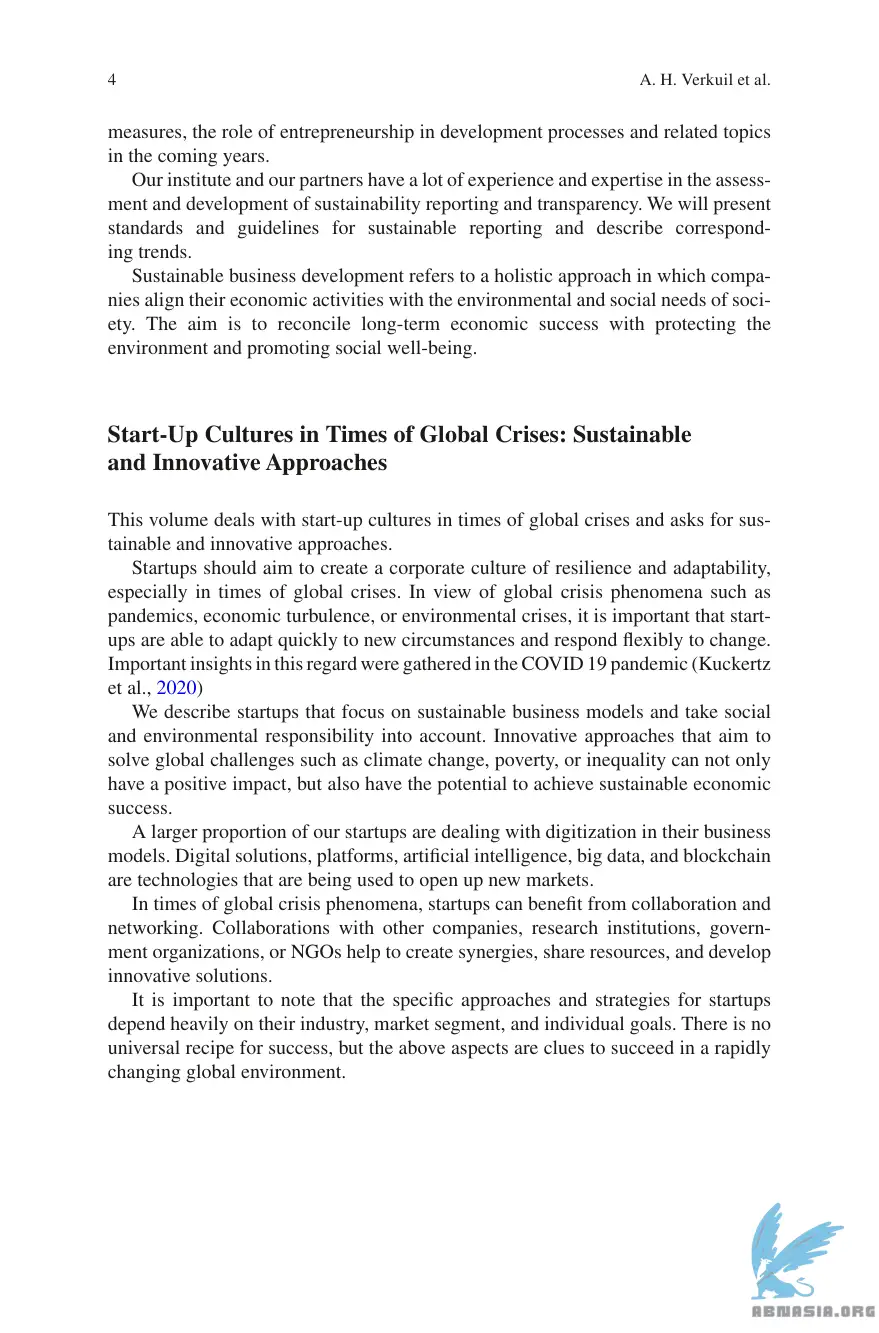 4
A. H. Verkuil et al.
measures, the role of entrepreneurship in development processes and related topics
in the coming years.
Our institute and our partners have a lot of experience and expertise in the assess-
ment and development of sustainability reporting and transparency. We will present
standards and guidelines for sustainable reporting and describe correspond-
ing trends.
Sustainable business development refers to a holistic approach in which compa-
nies align their economic activities with the environmental and social needs of soci-
ety. The aim is to reconcile long-term economic success with protecting the
environment and promoting social well-being.
Start-Up Cultures in Times of Global Crises: Sustainable
and Innovative Approaches
This volume deals with start-up cultures in times of global crises and asks for sus-
tainable and innovative approaches.
Startups should aim to create a corporate culture of resilience and adaptability,
especially in times of global crises. In view of global crisis phenomena such as
pandemics, economic turbulence, or environmental crises, it is important that start-
ups are able to adapt quickly to new circumstances and respond flexibly to change.
Important insights in this regard were gathered in the COVID 19 pandemic (Kuckertz
et al., 2020)
We describe startups that focus on sustainable business models and take social
and environmental responsibility into account. Innovative approaches that aim to
solve global challenges such as climate change, poverty, or inequality can not only
have a positive impact, but also have the potential to achieve sustainable economic
success.
A larger proportion of our startups are dealing with digitization in their business
models. Digital solutions, platforms, artificial intelligence, big data, and blockchain
are technologies that are being used to open up new markets.
In times of global crisis phenomena, startups can benefit from collaboration and
networking. Collaborations with other companies, research institutions, govern-
ment organizations, or NGOs help to create synergies, share resources, and develop
innovative solutions.
It is important to note that the specific approaches and strategies for startups
depend heavily on their industry, market segment, and individual goals. There is no
universal recipe for success, but the above aspects are clues to succeed in a rapidly
changing global environment.
ABNASIA.ORG